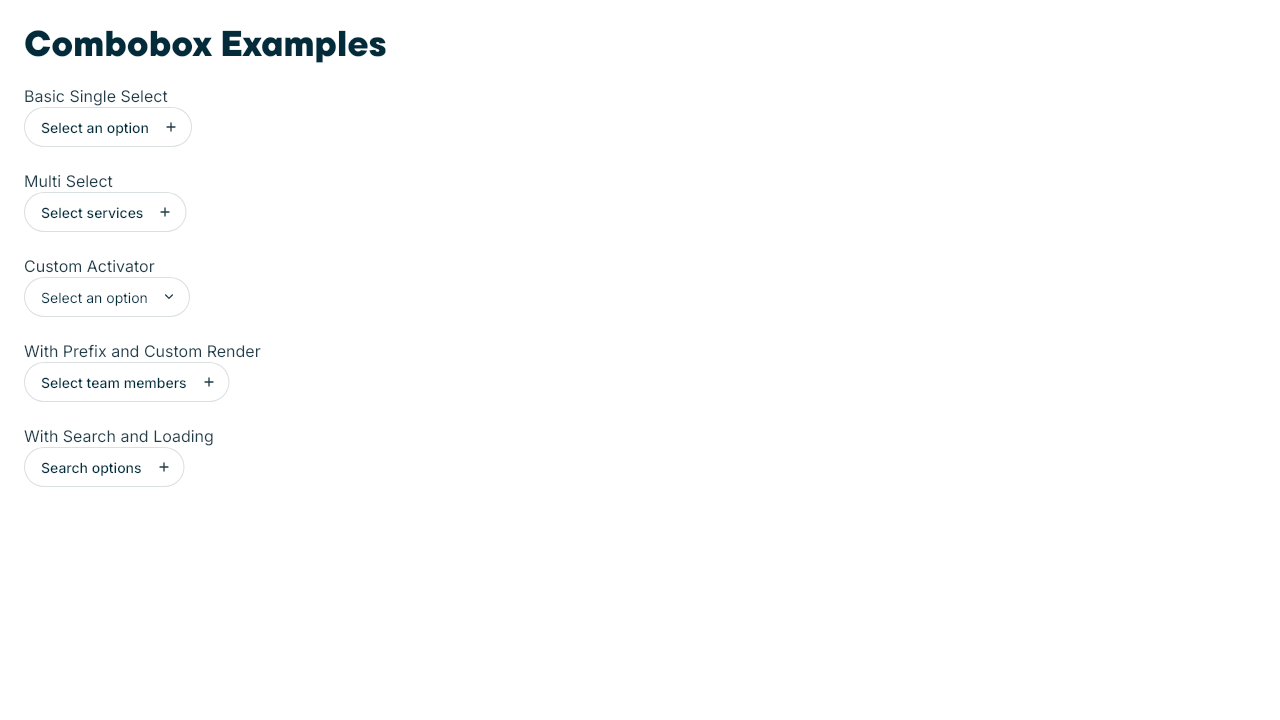 Combobox Examples
Basic Single Select
Select an option
Multi Select
Select services
Custom Activator
Select an option
With Prefix and Custom Render
Select team members
With Search and Loading
Search options